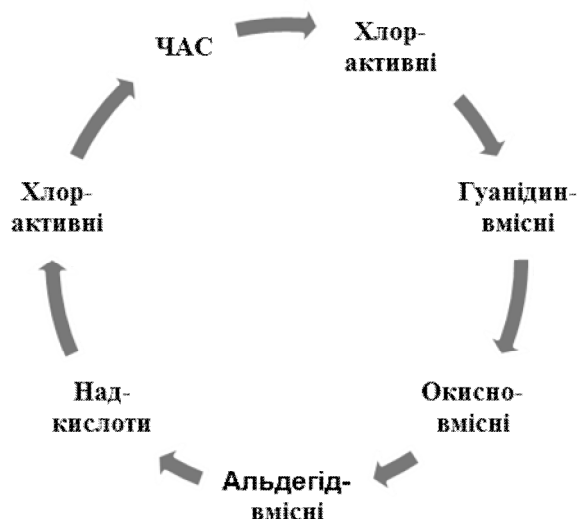 ЧАС
Хлор-
активні
Гуанідин-
вмісні
Окисно-
вмісні
Альдегід-
вмісні
Над-
кислоти
Хлор-
активні